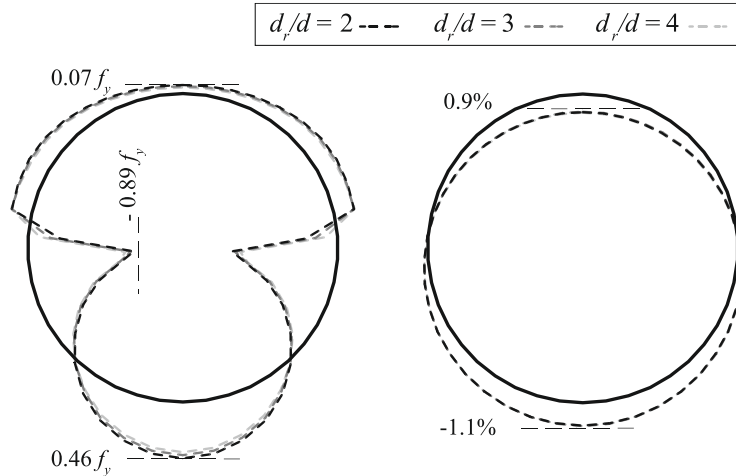 d_r/d = 2 d_r/d = 3 d_r/d = 4
0.07 f_y
0.9%
- 0.89 f_y
-1.1%
0.46 f_y